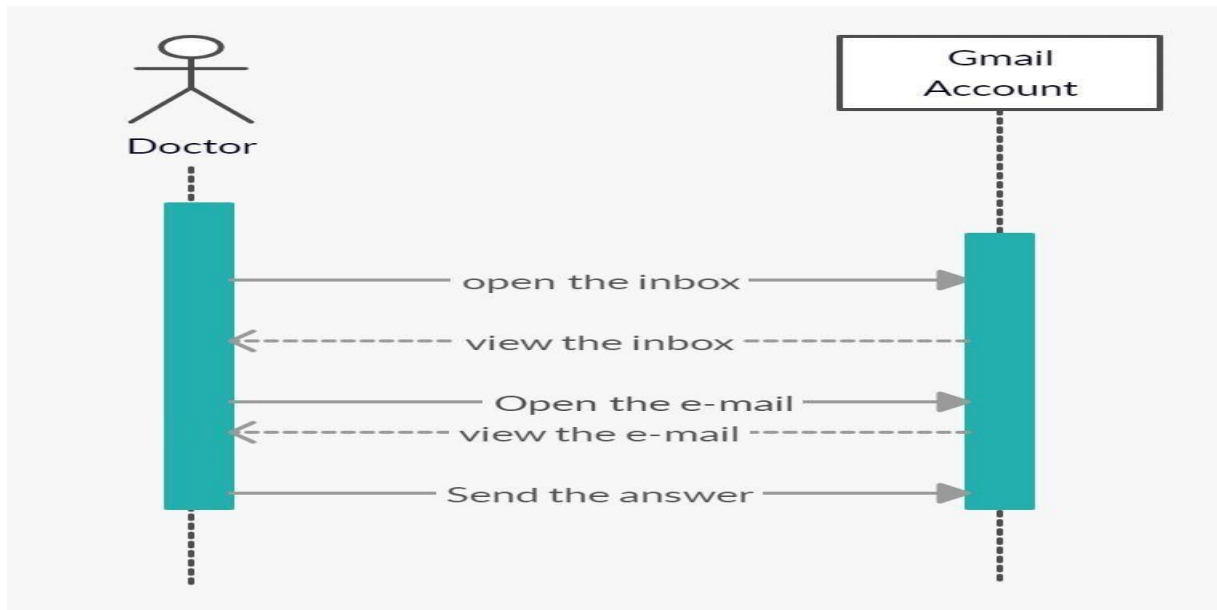 Gmail
Account
Doctor
open the inbox
view the inbox
Open the e-mail
view the e-mail
Send the answer